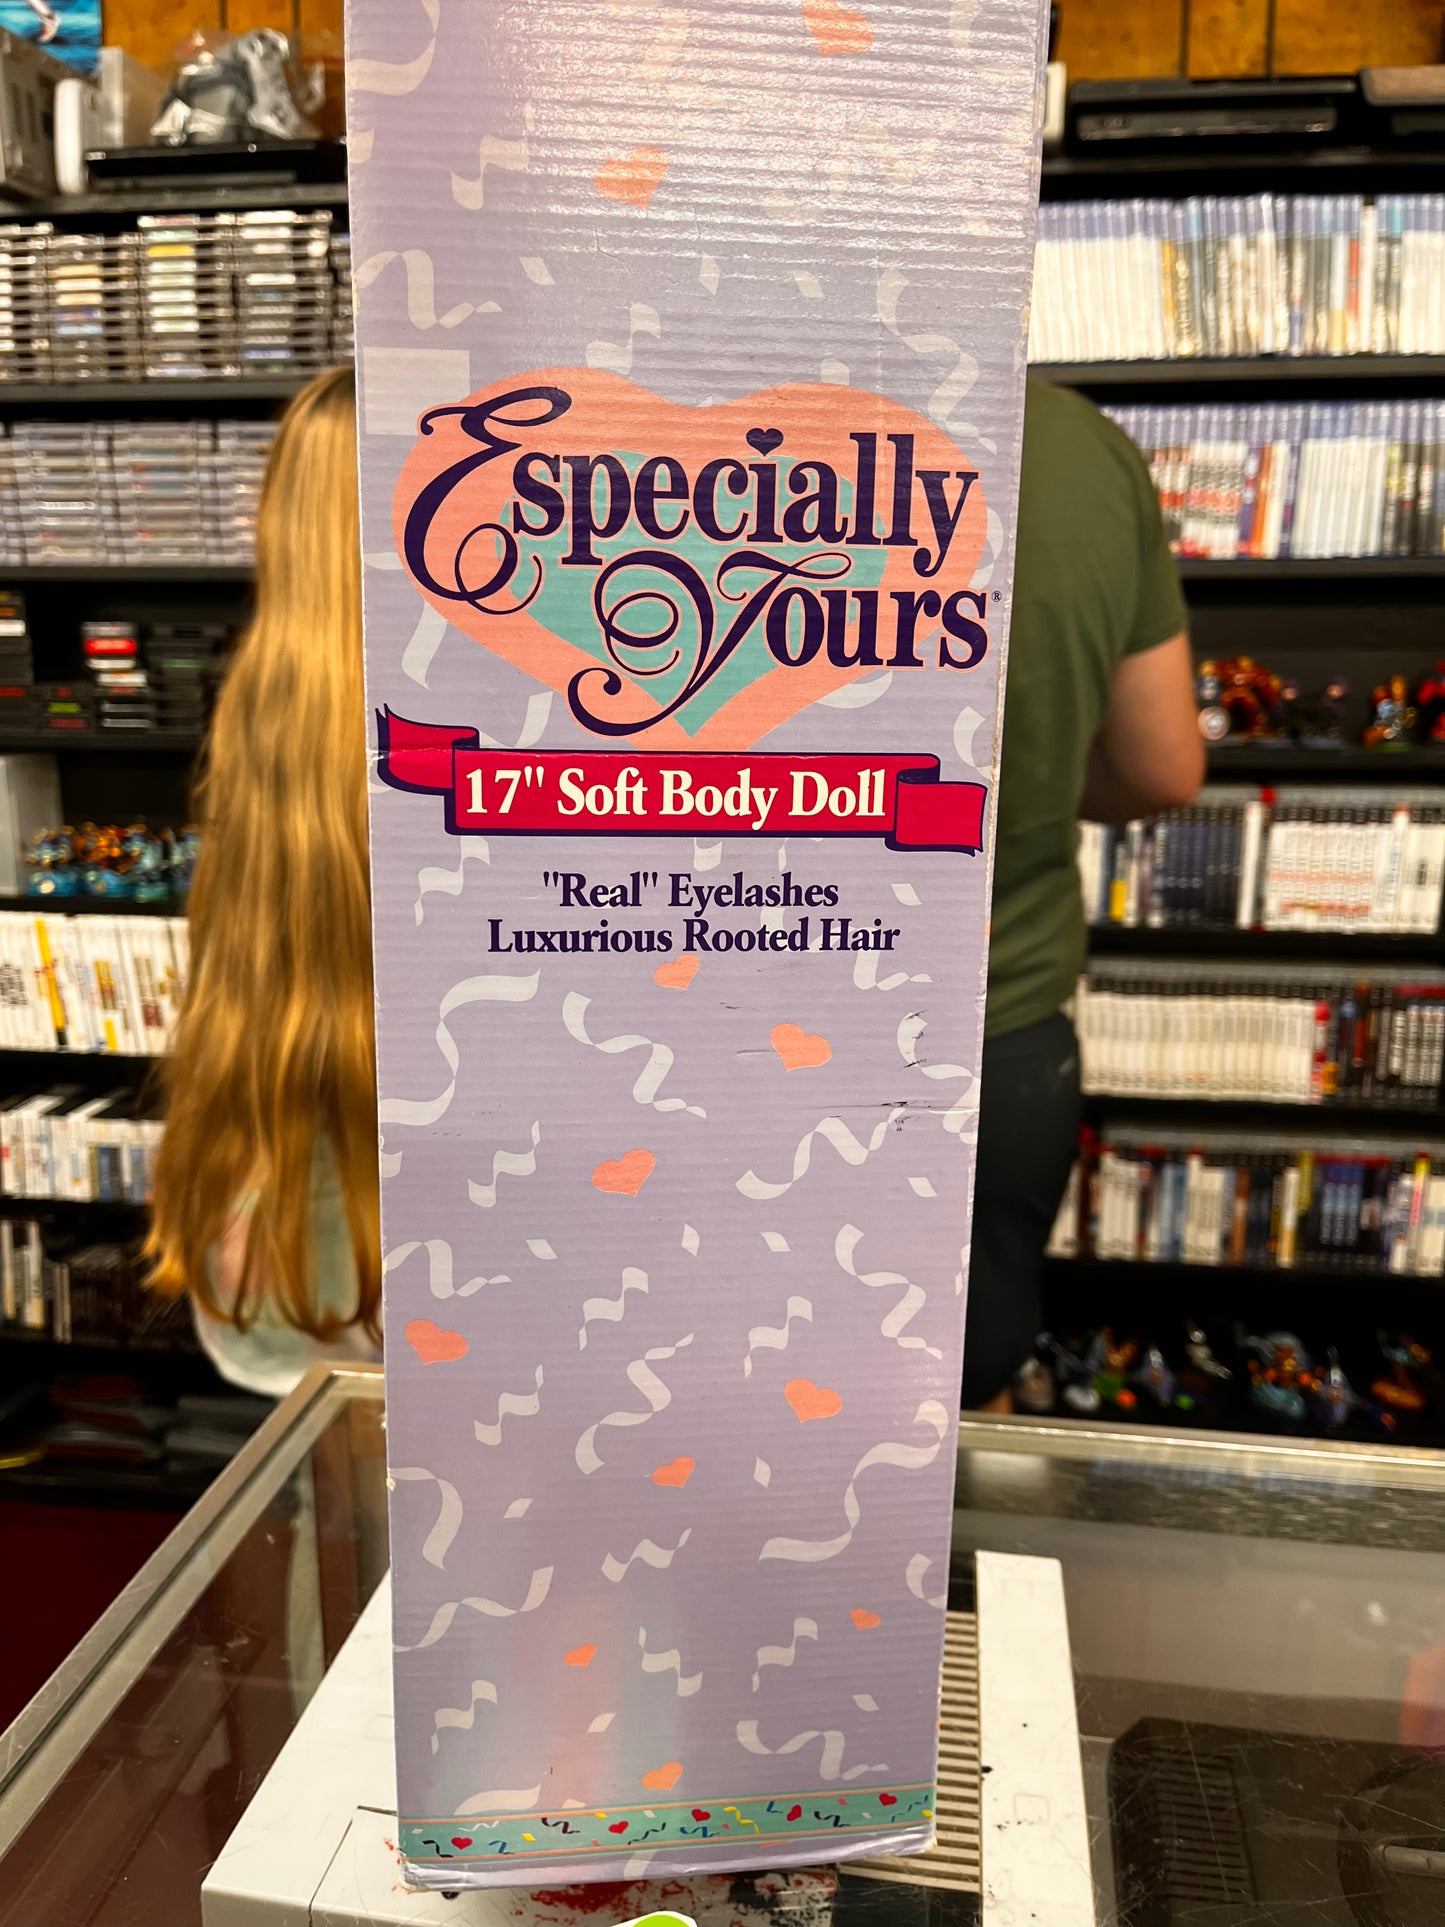 Especially
Yours®
17" Soft Body Doll
"Real" Eyelashes
Luxurious Rooted Hair